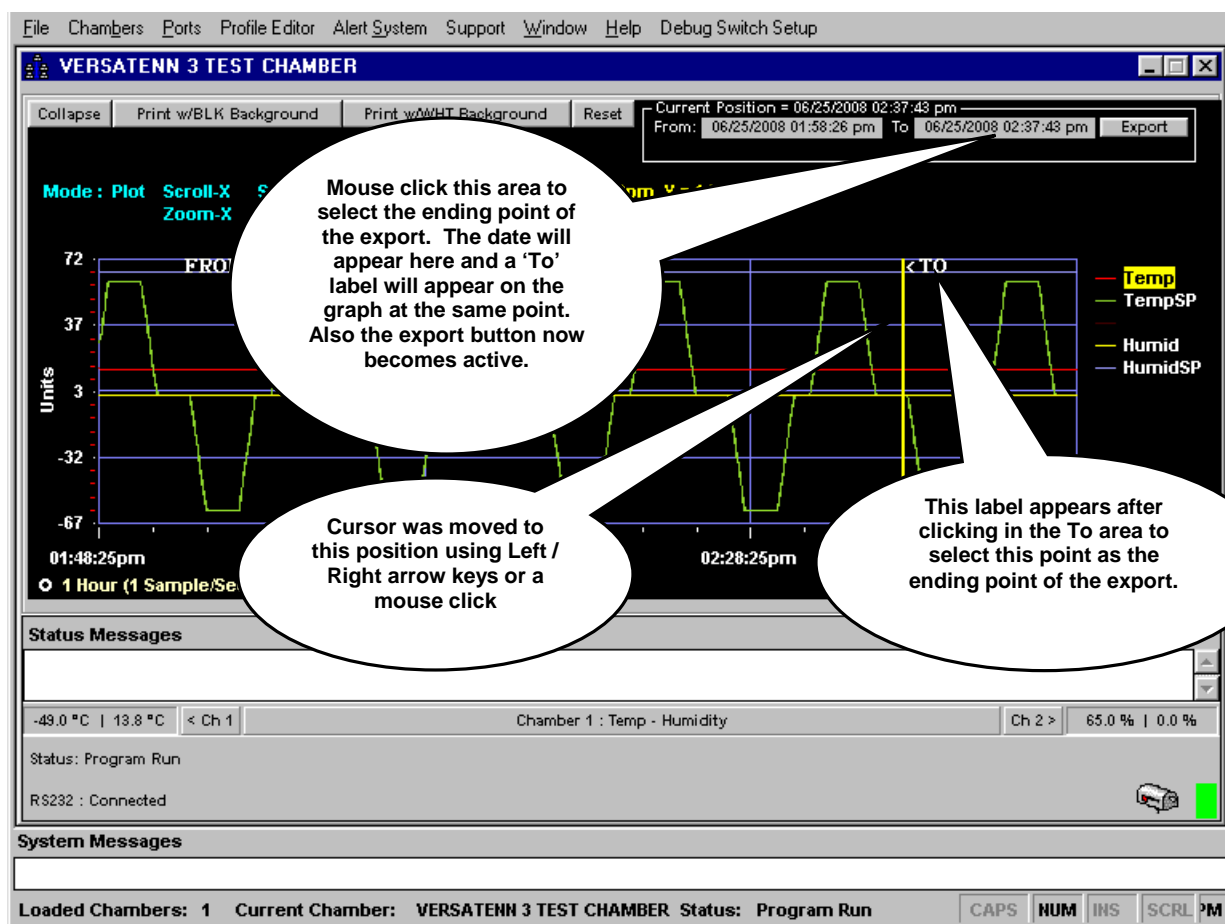 File Chambers Ports Profile Editor Alert System Support Window Help Debug Switch Setup
VERSATENN 3 TEST CHAMBER
Collapse Print w/BLK Background Print w/WHT Background Reset
Current Position = 06/25/2008 02:37:43 pm
From: 06/25/2008 01:58:26 pm To 06/25/2008 02:37:43 pm Export
Mouse click this area to
select the ending point of
the export. The date will
appear here and a ‘To’
label will appear on the
graph at the same point.
Also the export button now
becomes active.
Mode : Plot Scroll-X
Zoom-X
72
37
3
-32
-67
Units
<TO
Temp
TempSP
Humid
HumidSP
Cursor was moved to
this position using Left /
Right arrow keys or a
mouse click
This label appears after
clicking in the To area to
select this point as the
ending point of the export.
01:48:25pm 02:28:25pm
1 Hour (1
Status Messages
-49.0 °C | 13.8 °C < Ch 1 Chamber 1 : Temp - Humidity Ch 2 > 65.0 % | 0.0 %
Status: Program Run
RS232 : Connected
System Messages
Loaded Chambers: 1 Current Chamber: VERSATENN 3 TEST CHAMBER Status: Program Run CAPS NUM INS SCRL PM